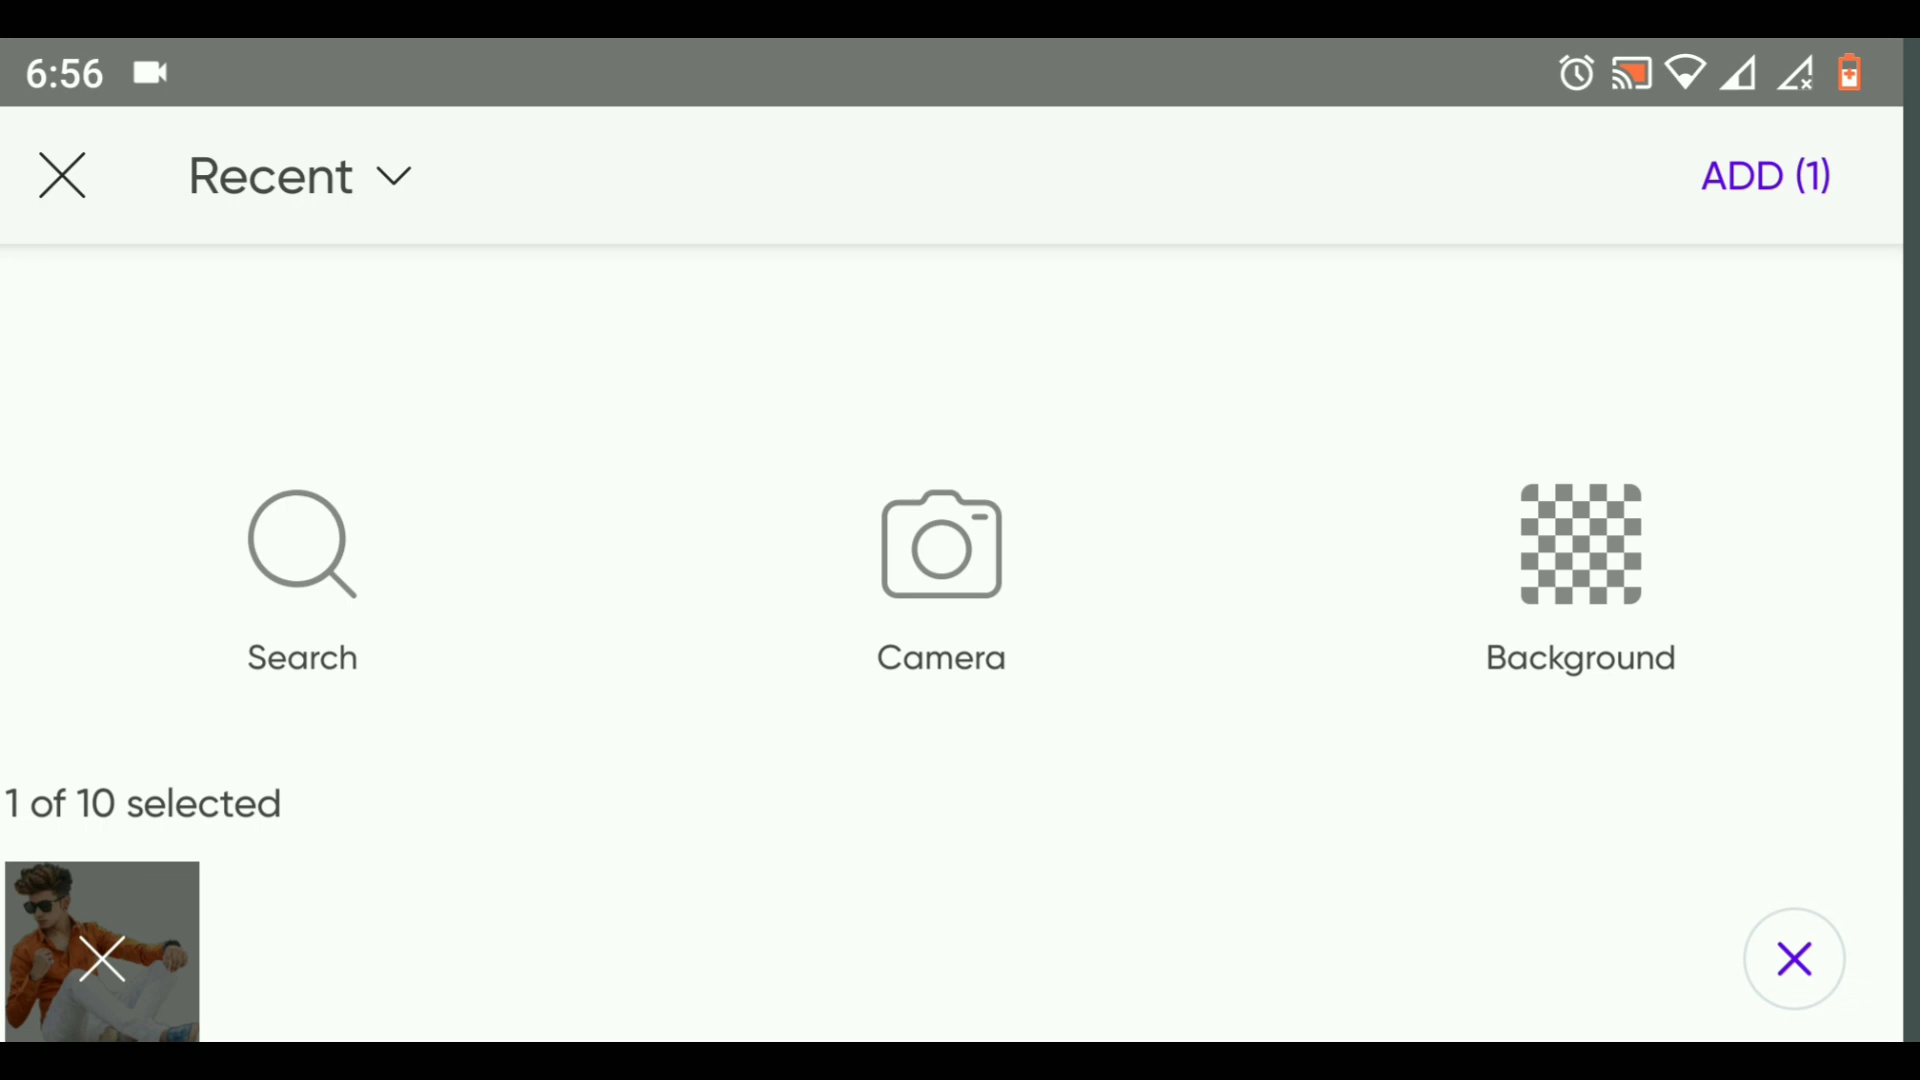 6:56
Recent
ADD (1)
Search
Camera
Background
1 of 10 selected